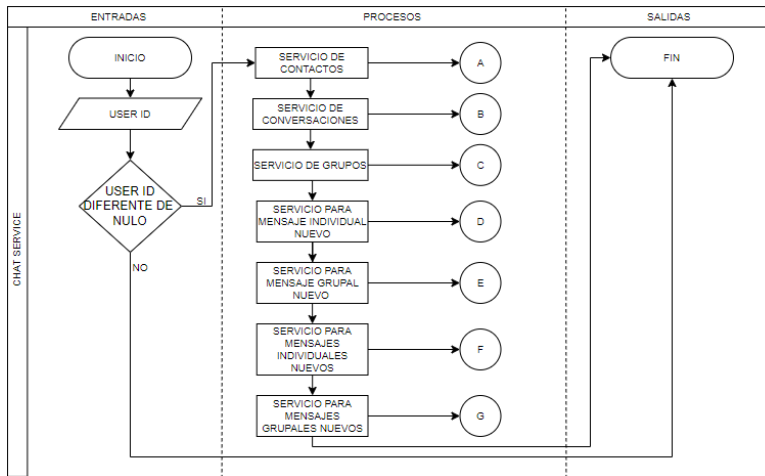 ENTRADAS
PROCESOS
SALIDAS
CHAT SERVICE
INICIO
USER ID
USER ID
DIFERENTE DE
NULO
SI
NO
SERVICIO DE
CONTACTOS
A
SERVICIO DE
CONVERSACIONES
B
SERVICIO DE GRUPOS
C
SERVICIO PARA
MENSAJE INDIVIDUAL
NUEVO
D
SERVICIO PARA
MENSAJE GRUPAL
NUEVO
E
SERVICIO PARA
MENSAJES
INDIVIDUALES
NUEVOS
F
SERVICIO PARA
MENSAJES
GRUPALES NUEVOS
G
FIN